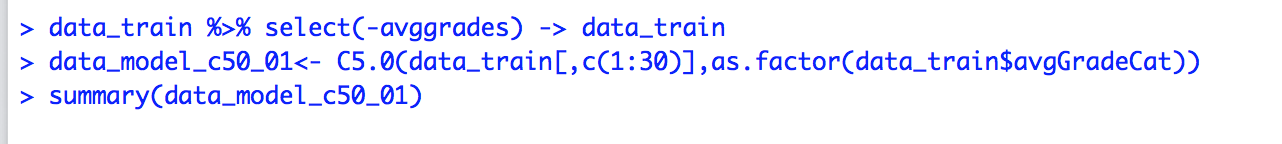 > data_train %>% select(-avggrades) -> data_train
> data_model_c50_01<- C5.0(data_train[,c(1:30)],as.factor(data_train$avgGradeCat))
> summary(data_model_c50_01)